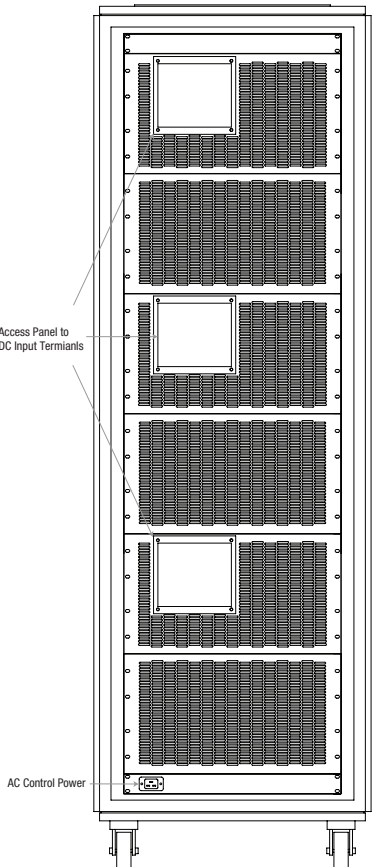 Access Panel to
DC Input Termianls
AC Control Power